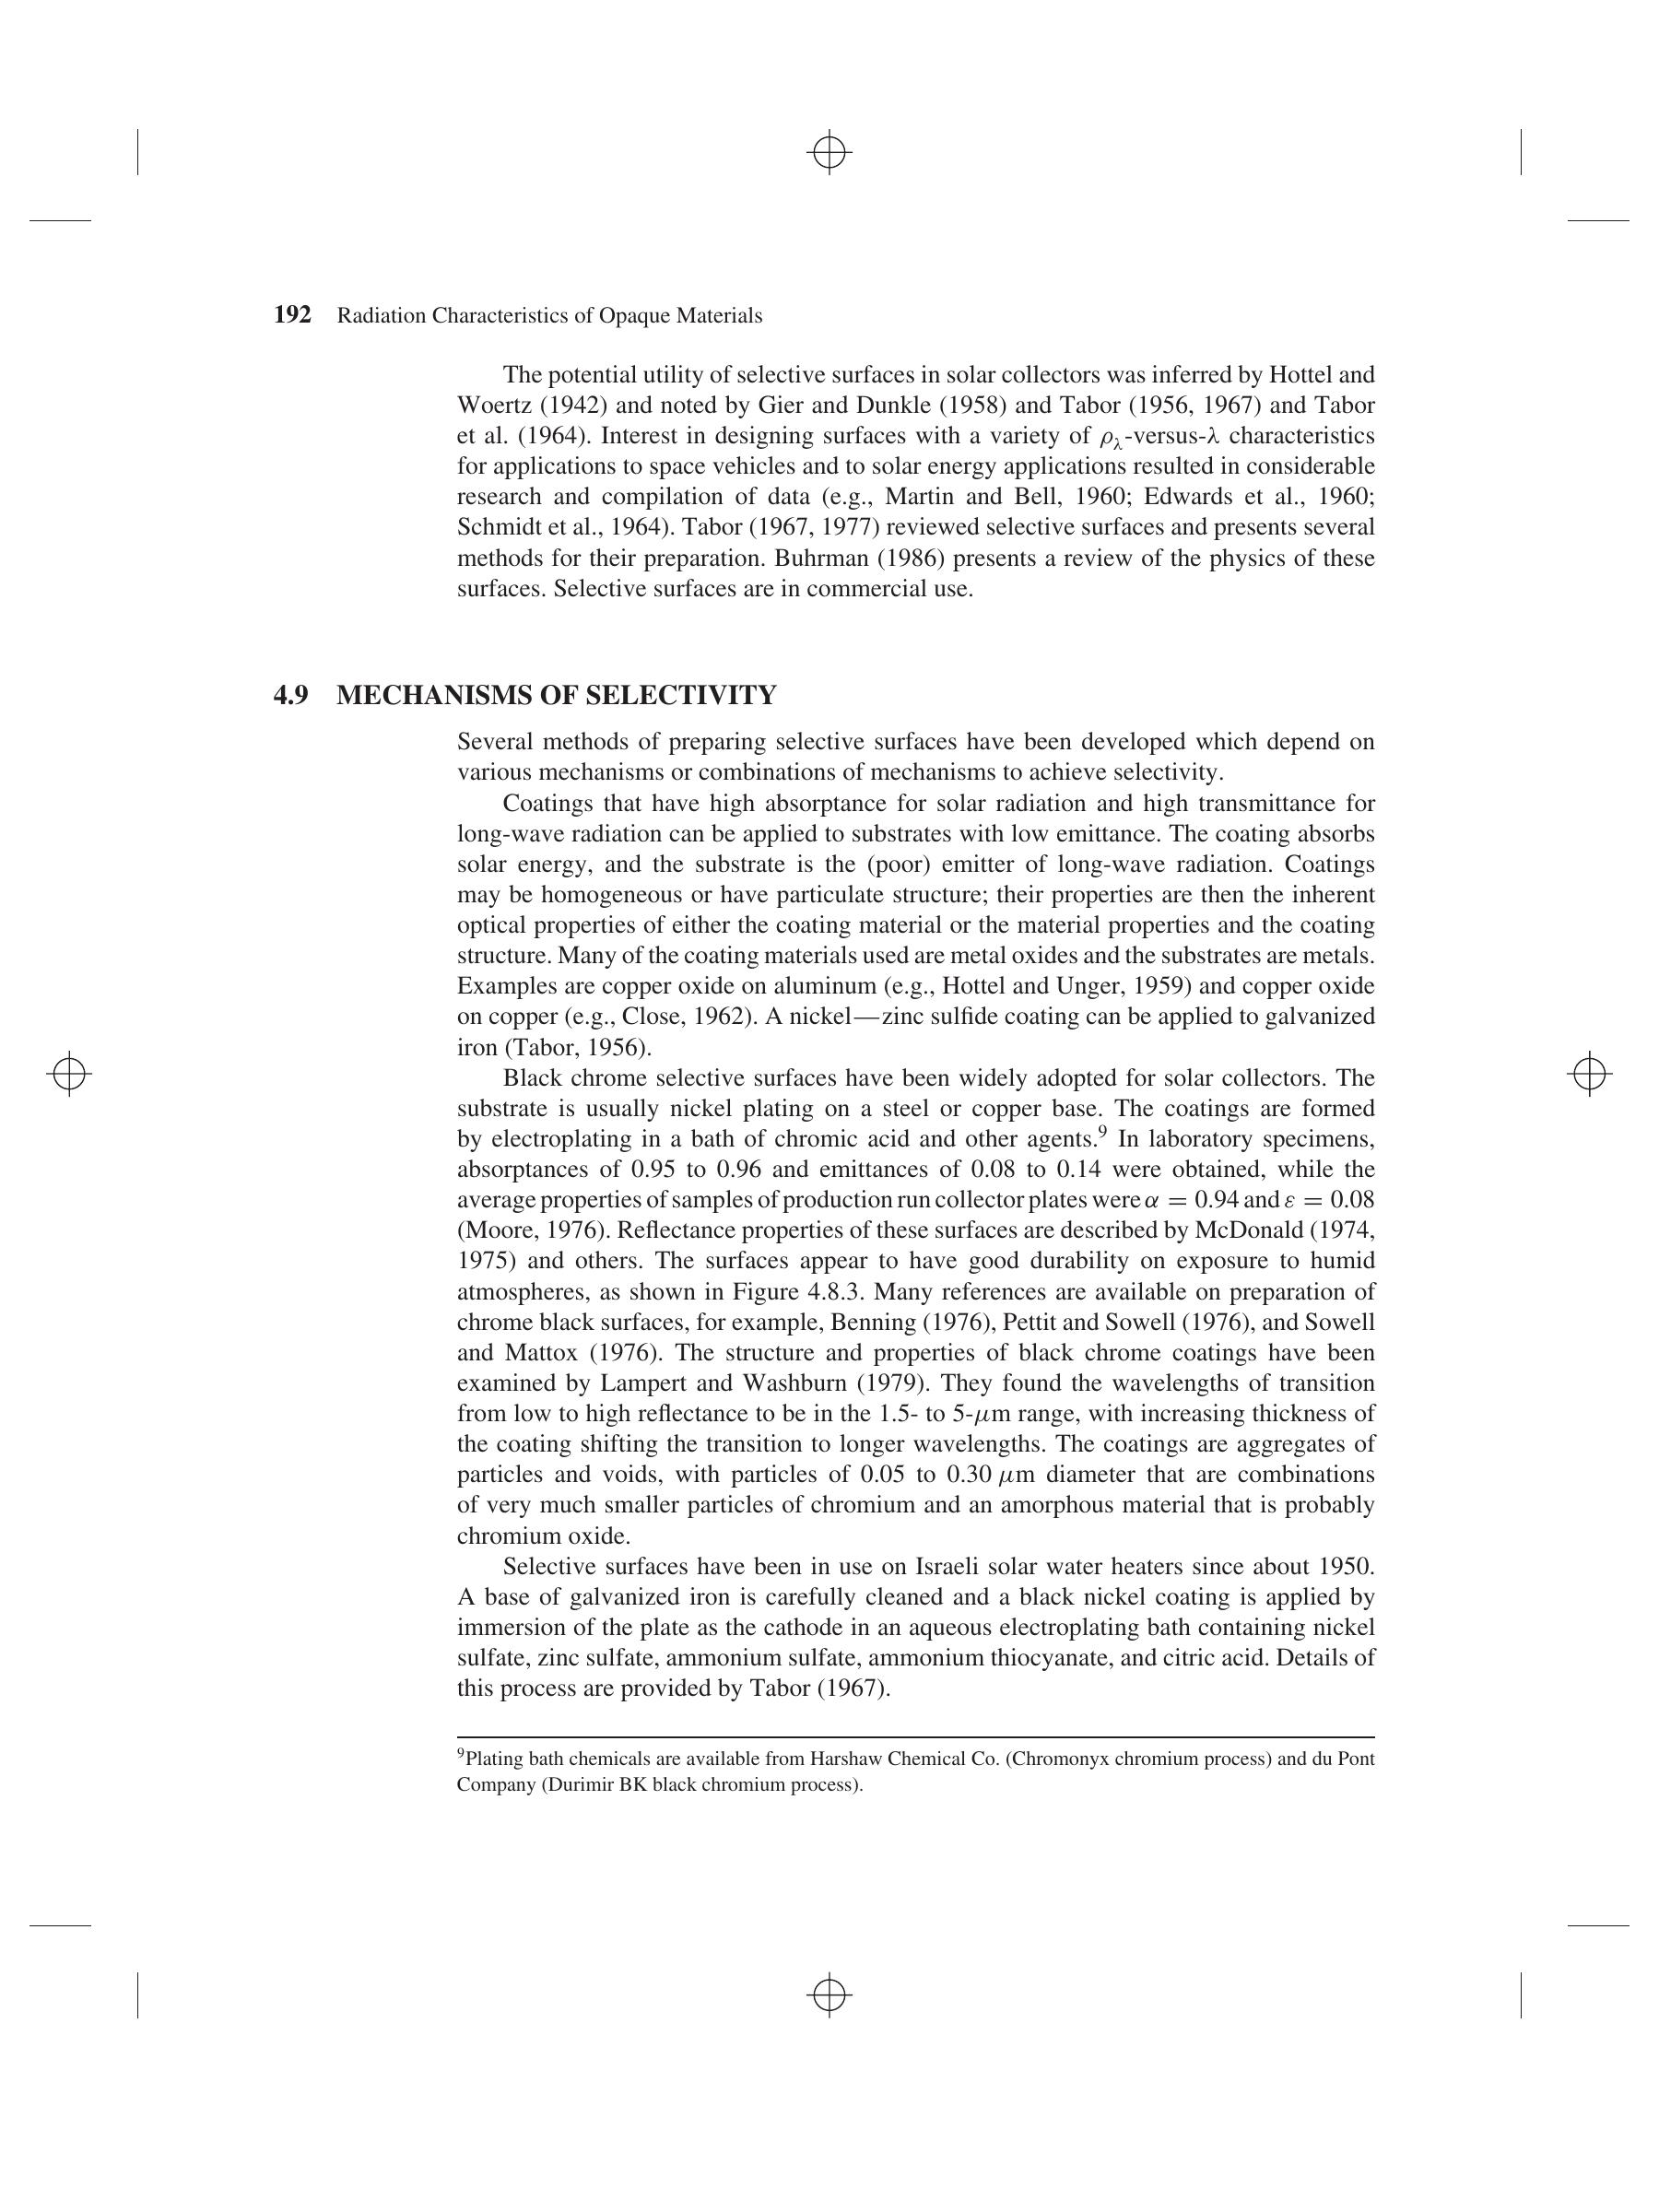 192 Radiation Characteristics of Opaque Materials
The potential utility of selective surfaces in solar collectors was inferred by Hottel and
Woertz (1942) and noted by Gier and Dunkle (1958) and Tabor (1956, 1967) and Tabor
et al. (1964). Interest in designing surfaces with a variety of ρλ-versus-λ characteristics
for applications to space vehicles and to solar energy applications resulted in considerable
research and compilation of data (e.g., Martin and Bell, 1960; Edwards et al., 1960;
Schmidt et al., 1964). Tabor (1967, 1977) reviewed selective surfaces and presents several
methods for their preparation. Buhrman (1986) presents a review of the physics of these
surfaces. Selective surfaces are in commercial use.
4.9 MECHANISMS OF SELECTIVITY
Several methods of preparing selective surfaces have been developed which depend on
various mechanisms or combinations of mechanisms to achieve selectivity.
Coatings that have high absorptance for solar radiation and high transmittance for
long-wave radiation can be applied to substrates with low emittance. The coating absorbs
solar energy, and the substrate is the (poor) emitter of long-wave radiation. Coatings
may be homogeneous or have particulate structure; their properties are then the inherent
optical properties of either the coating material or the material properties and the coating
structure. Many of the coating materials used are metal oxides and the substrates are metals.
Examples are copper oxide on aluminum (e.g., Hottel and Unger, 1959) and copper oxide
on copper (e.g., Close, 1962). A nickel—zinc sulfide coating can be applied to galvanized
iron (Tabor, 1956).
Black chrome selective surfaces have been widely adopted for solar collectors. The
substrate is usually nickel plating on a steel or copper base. The coatings are formed
by electroplating in a bath of chromic acid and other agents.⁹ In laboratory specimens,
absorptances of 0.95 to 0.96 and emittances of 0.08 to 0.14 were obtained, while the
average properties of samples of production run collector plates were α = 0.94 and ε = 0.08
(Moore, 1976). Reflectance properties of these surfaces are described by McDonald (1974,
1975) and others. The surfaces appear to have good durability on exposure to humid
atmospheres, as shown in Figure 4.8.3. Many references are available on preparation of
chrome black surfaces, for example, Benning (1976), Pettit and Sowell (1976), and Sowell
and Mattox (1976). The structure and properties of black chrome coatings have been
examined by Lampert and Washburn (1979). They found the wavelengths of transition
from low to high reflectance to be in the 1.5- to 5-μm range, with increasing thickness of
the coating shifting the transition to longer wavelengths. The coatings are aggregates of
particles and voids, with particles of 0.05 to 0.30 μm diameter that are combinations
of very much smaller particles of chromium and an amorphous material that is probably
chromium oxide.
Selective surfaces have been in use on Israeli solar water heaters since about 1950.
A base of galvanized iron is carefully cleaned and a black nickel coating is applied by
immersion of the plate as the cathode in an aqueous electroplating bath containing nickel
sulfate, zinc sulfate, ammonium sulfate, ammonium thiocyanate, and citric acid. Details of
this process are provided by Tabor (1967).
⁹Plating bath chemicals are available from Harshaw Chemical Co. (Chromonyx chromium process) and du Pont
Company (Durimir BK black chromium process).